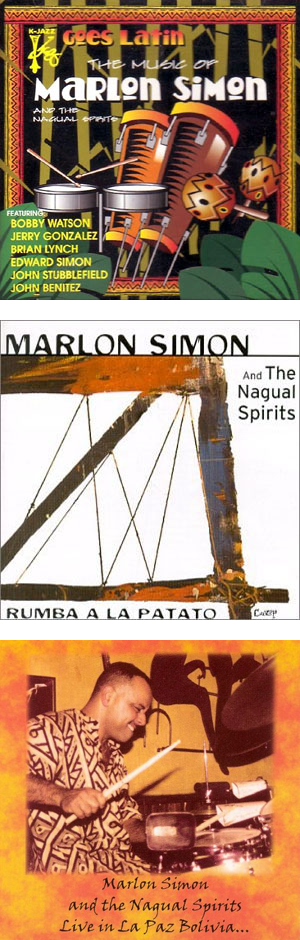 K-JAZZ
GOES LATIN
THE MUSIC OF
MARLON SIMON
AND THE
NAGUAL SPIRITS
FEATURING:
BOBBY WATSON
JERRY GONZALEZ
BRIAN LYNCH
EDWARD SIMON
JOHN STUBBLEFIELD
JOHN BENITEZ
MARLON SIMON
And The
Nagual
Spirits
RUMBA A LA PATATO
Marlon Simon
and the Nagual Spirits
Live in La Paz Bolivia...